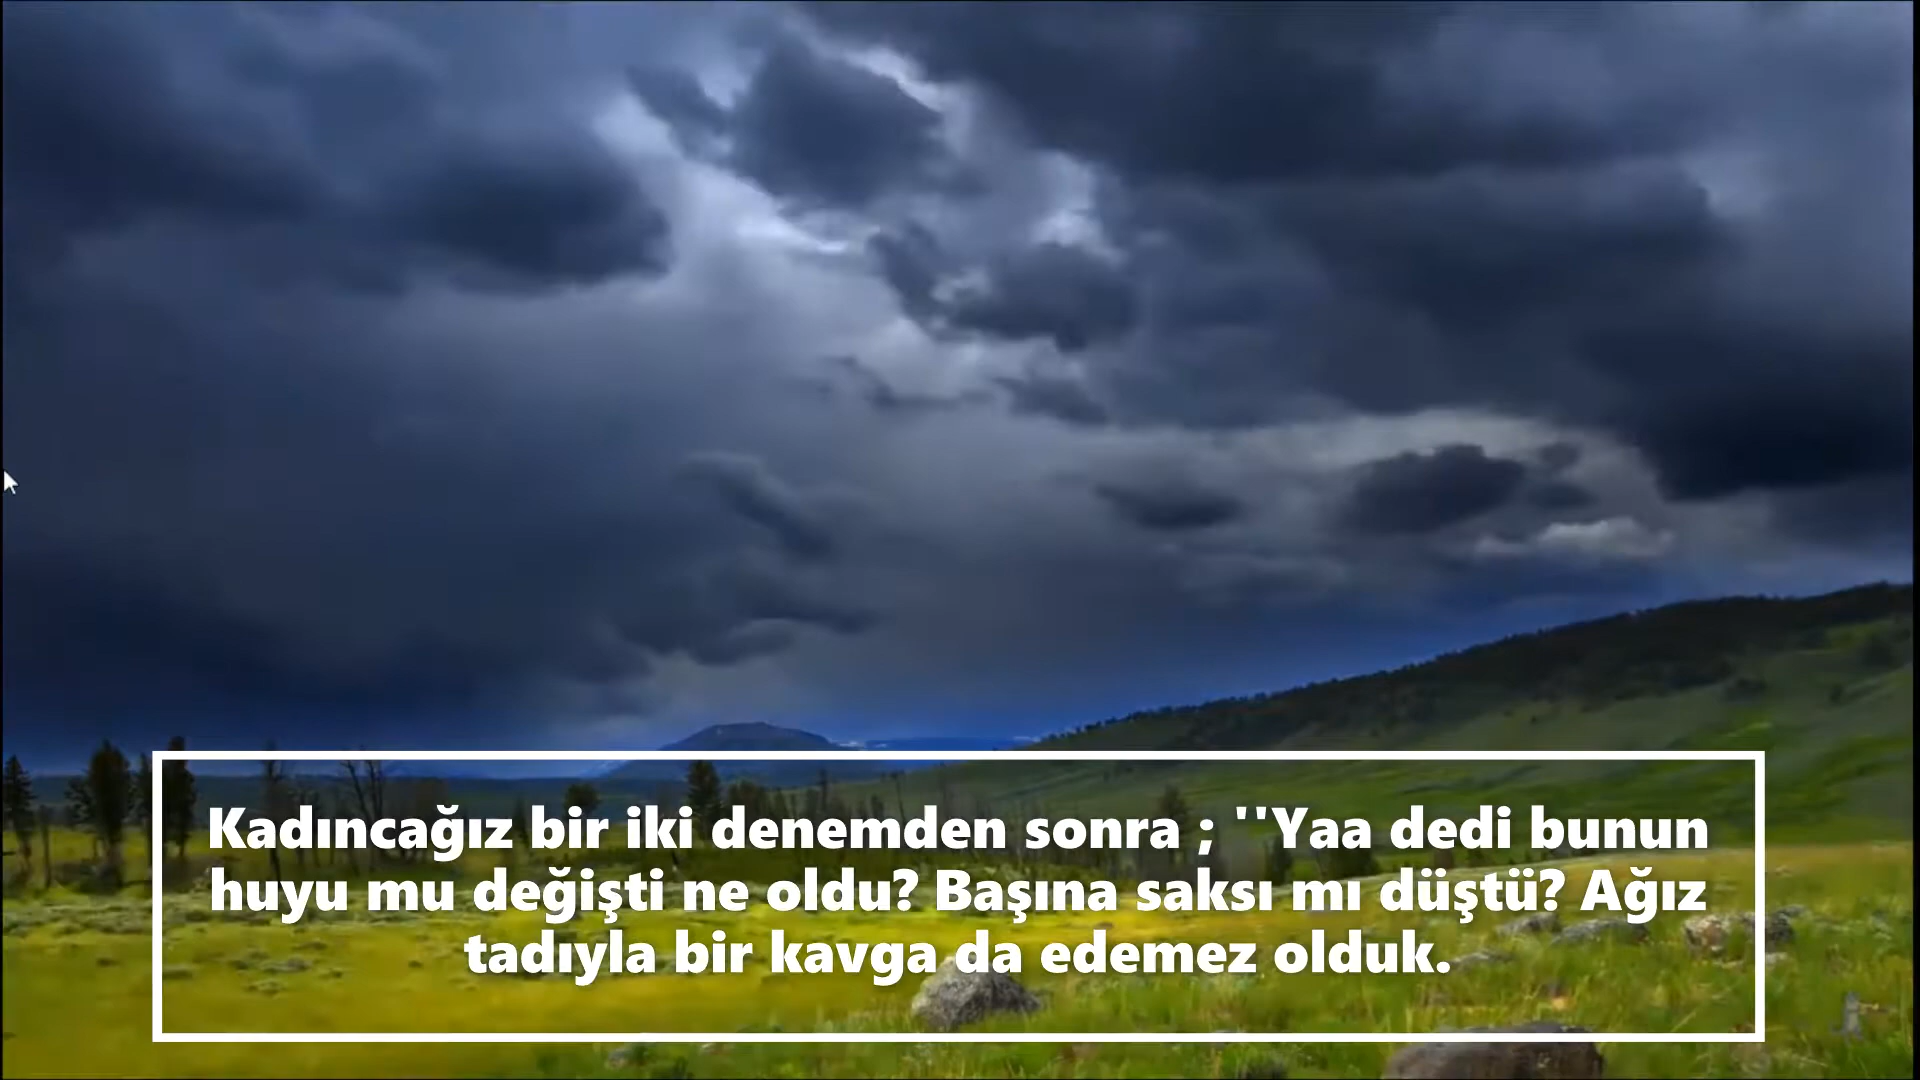 Kadıncağız bir iki denemden sonra ; ''Yaa dedi bunun
huyu mu değişti ne oldu? Başına saksı mı düştü? Ağız
tadıyla bir kavga da edemez olduk.